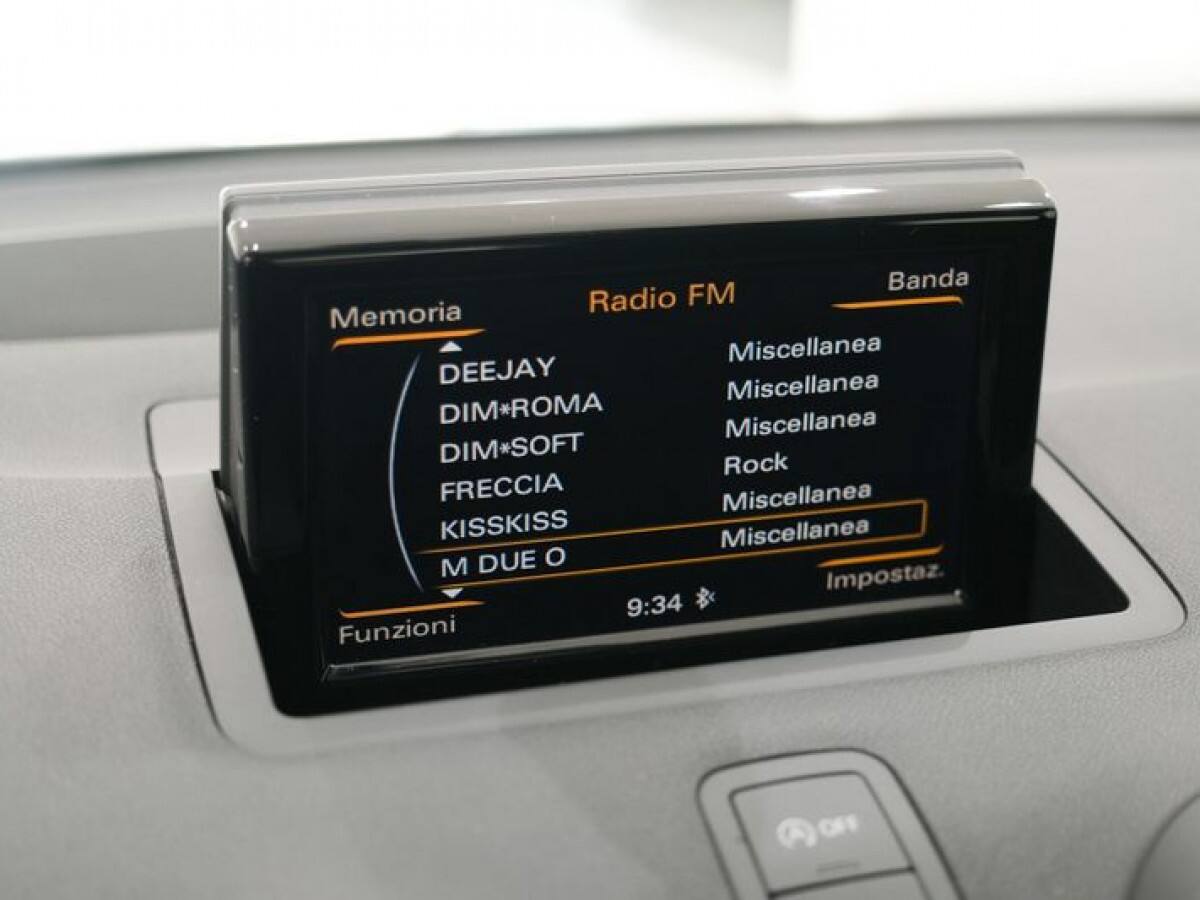 Memoria Radio FM Banda
DEEJAY Miscellanea
DIM*ROMA Miscellanea
DIM*SOFT Miscellanea
FRECCIA Rock
KISSKISS Miscellanea
M DUE O Miscellanea
Funzioni 9:34 Impostaz.
A OFF